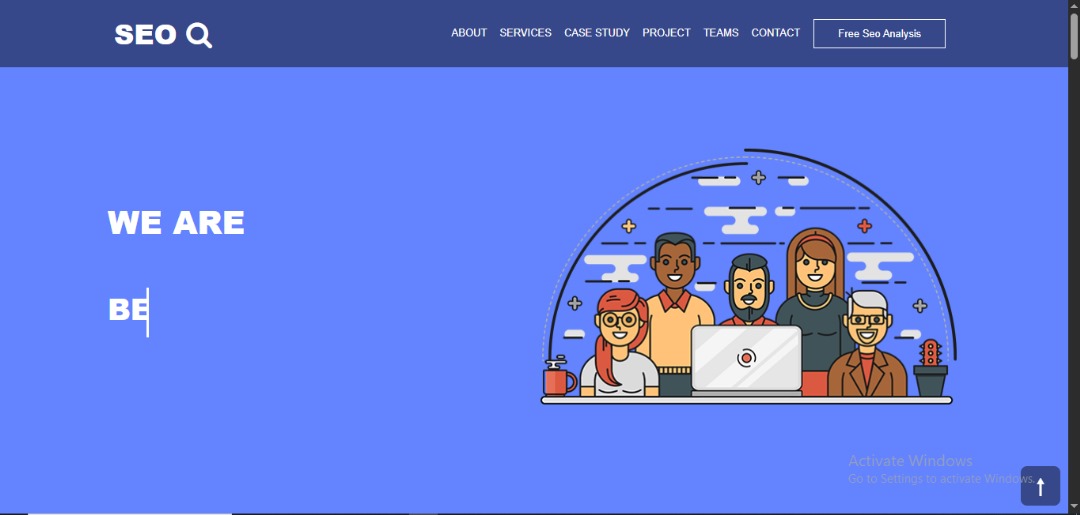 SEO
ABOUT SERVICES CASE STUDY PROJECT TEAMS CONTACT Free Seo Analysis
WE ARE
BE
Activate Windows
Go to Settings to activate Windows.